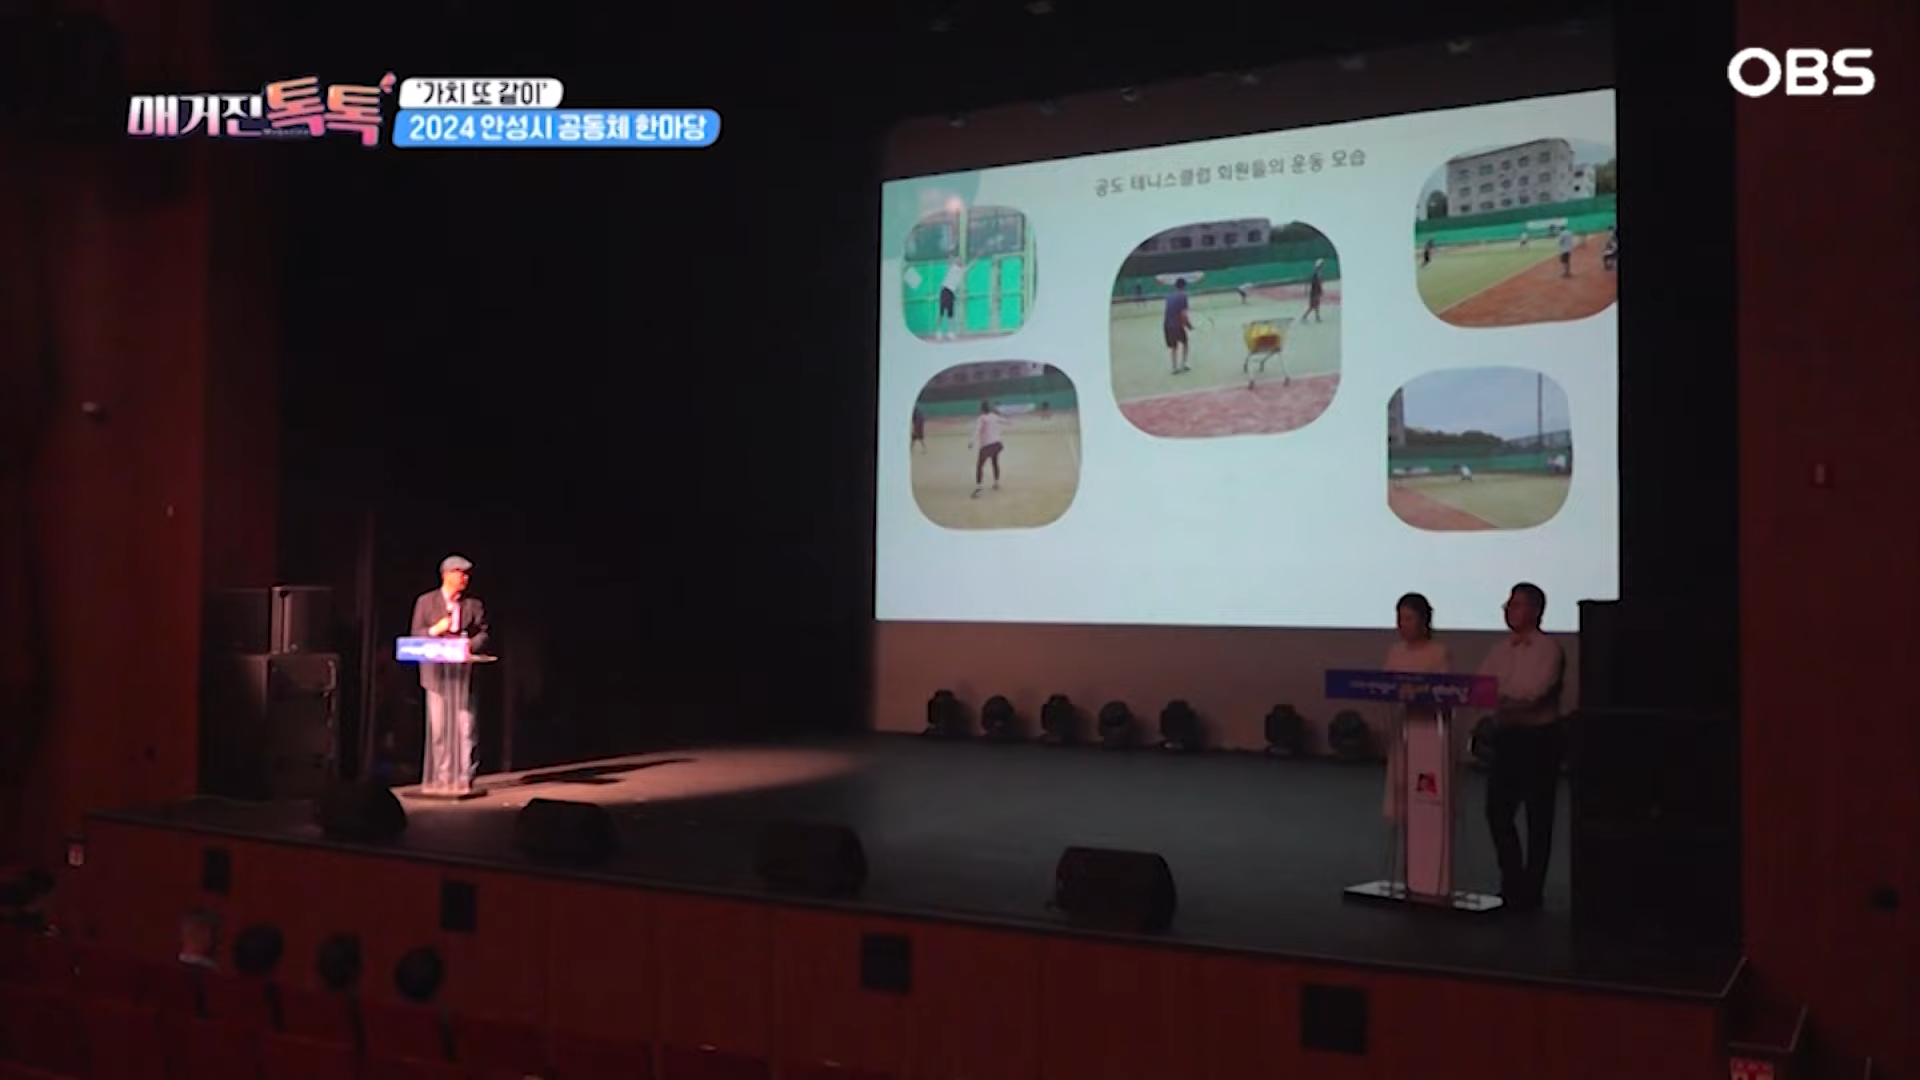 매거진 톡톡
'가치 또 같이'
2024 안성시 공동체 한마당
OBS
공도 테니스클럽 회원들의 운동 모습